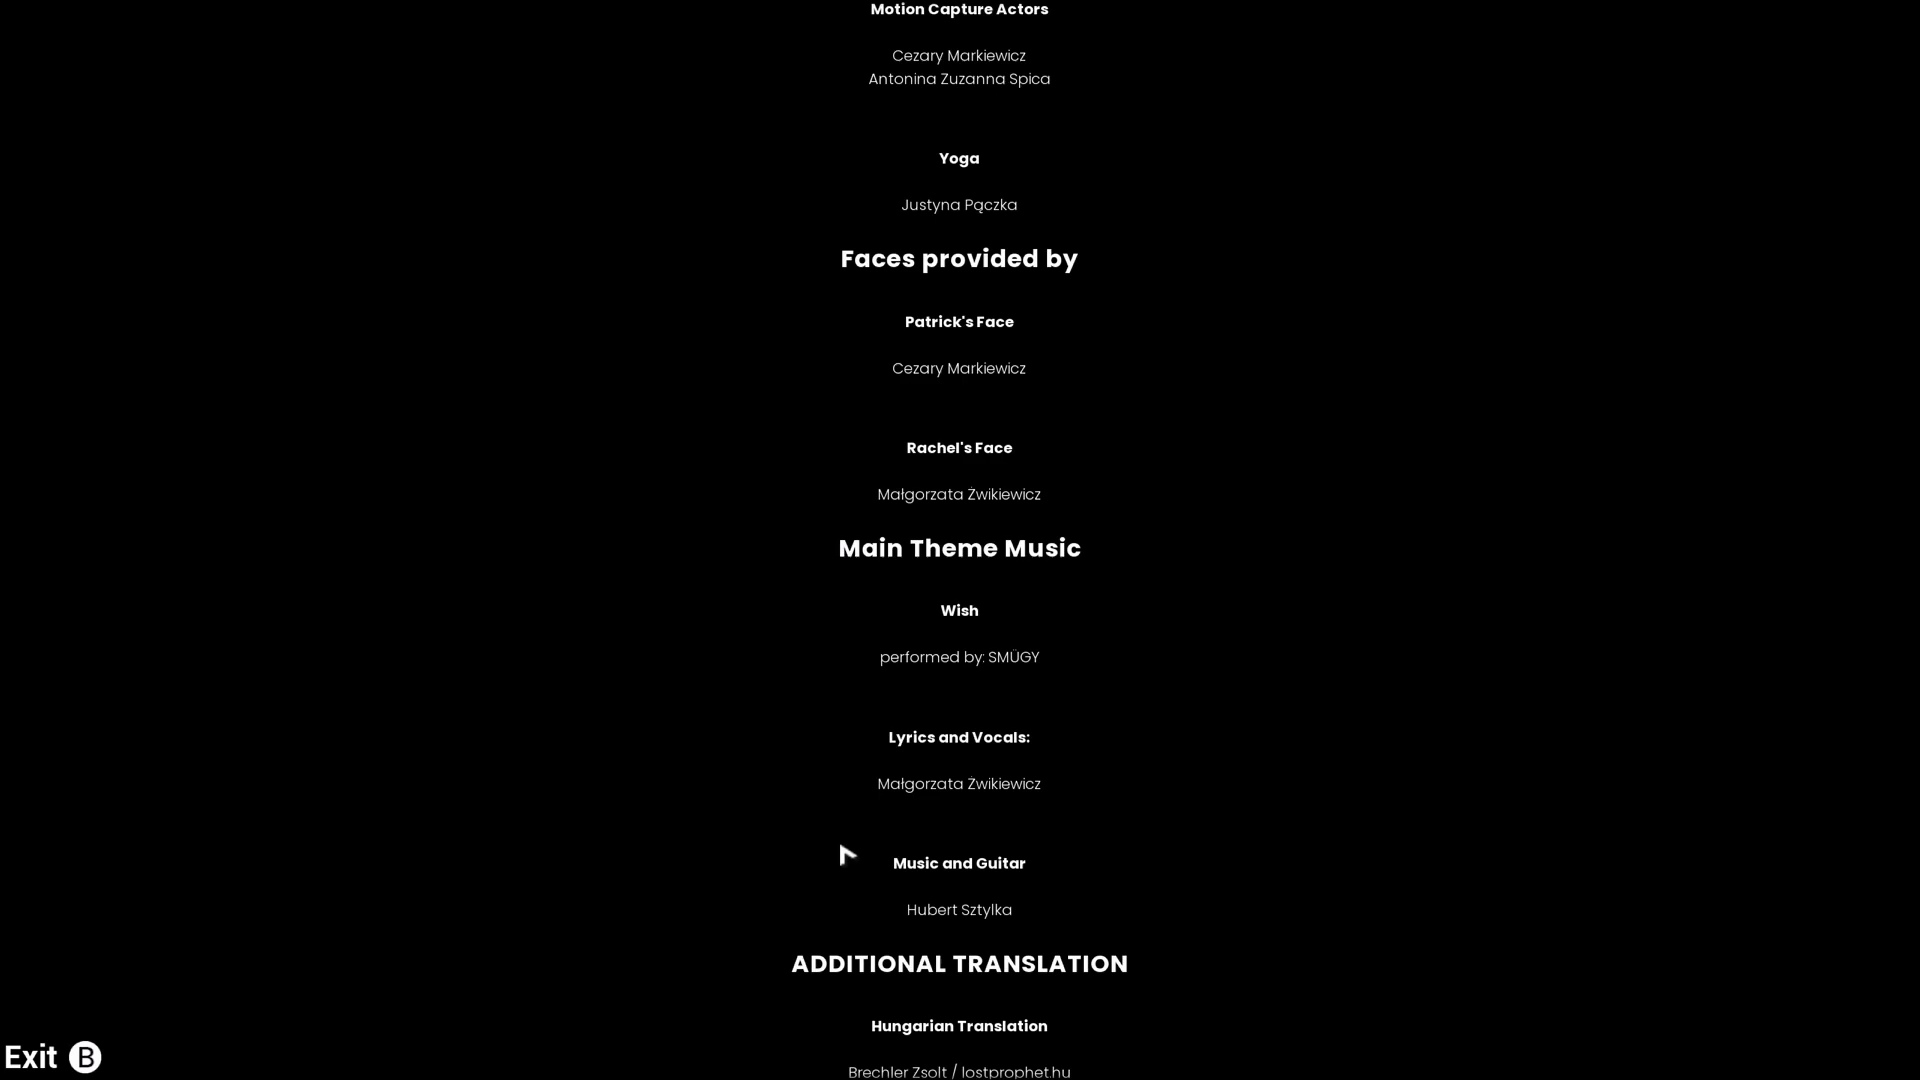 Motion Capture Actors
Cezary Markiewicz
Antonina Zuzanna Spica
Yoga
Justyna Pączka
Faces provided by
Patrick's Face
Cezary Markiewicz
Rachel's Face
Małgorzata Żwikiewicz
Main Theme Music
Wish
performed by: SMÜGY
Lyrics and Vocals:
Małgorzata Żwikiewicz
Music and Guitar
Hubert Sztylka
ADDITIONAL TRANSLATION
Hungarian Translation
Brechler Zsolt / lostprophet.hu
Exit B